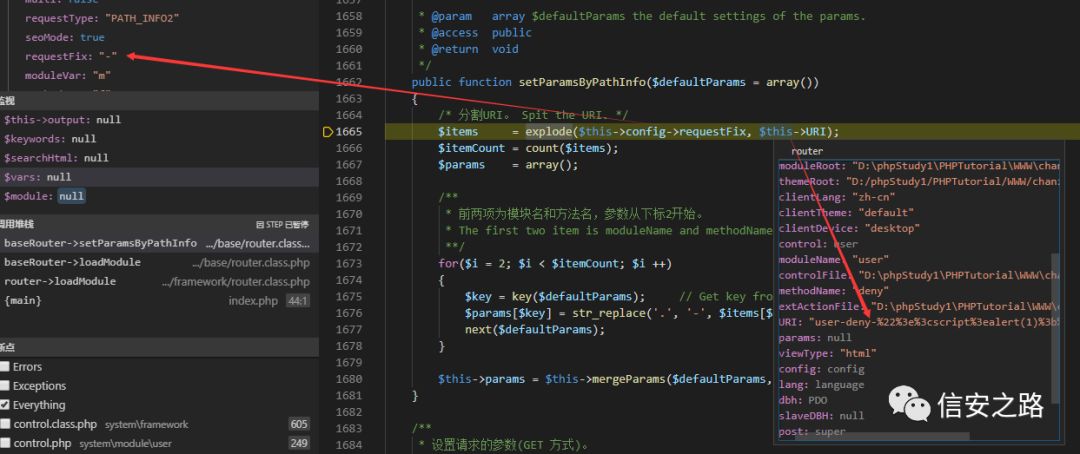 multi: false
requestType: "PATH_INFO2"
seoMode: true
requestFix: "-"
moduleVar: "m"
监视
$this->output: null
$keywords: null
$searchHtml: null
$vars: null
$module: null
调用堆栈
因 STEP 已暂停
baseRouter->setParamsByPathInfo .../base/router.class...
baseRouter->loadModule .../base/router.class.php
router->loadModule .../framework/router.class.php
{main} index.php 44:1
断点
Errors
Exceptions
Everything
control.class.php system\framework 605
control.php system\module\user 249
1657
1658 * @param array $defaultParams the default settings of the params.
1659 * @access public
1660 * @return void
1661 */
1662 public function setParamsByPathInfo($defaultParams = array())
1663 {
1664 /* 分割URI。 Spit the URI. */
1665 $items = explode($this->config->requestFix, $this->URI);
1666 $itemCount = count($items);
1667 $params = array();
1668
1669 /**
1670 * 前两项为模块名和方法名，参数从下标2开始。
1671 * The first two item is moduleName and methodName
1672 **/
1673 for($i = 2; $i < $itemCount; $i ++)
1674 {
1675 $key = key($defaultParams); // Get key fro
1676 $params[$key] = str_replace('.', '-', $items[$
1677 next($defaultParams);
1678 }
1679
1680 $this->params = $this->mergeParams($defaultParams,
1681 }
1682
1683 /**
1684 * 设置请求的参数(GET 方式)。
router
moduleRoot: "D:\phpStudy1\PHPTutorial\WWW\chan
themeRoot: "D:/phpStudy1/PHPTutorial/WWW/chan
clientLang: "zh-cn"
clientTheme: "default"
clientDevice: "desktop"
control: user
moduleName: "user"
controlFile: "D:\phpStudy1\PHPTutorial\WWW\cha
methodName: "deny"
extActionFile: "D:\phpStudy1\PHPTutorial\WWW\c
URI: "user-deny-%22%3e%3cscript%3ealert(1)%3b%
params: null
viewType: "html"
config: config
lang: language
dbh: PDO
slaveDBH: null
post: super
信安之路